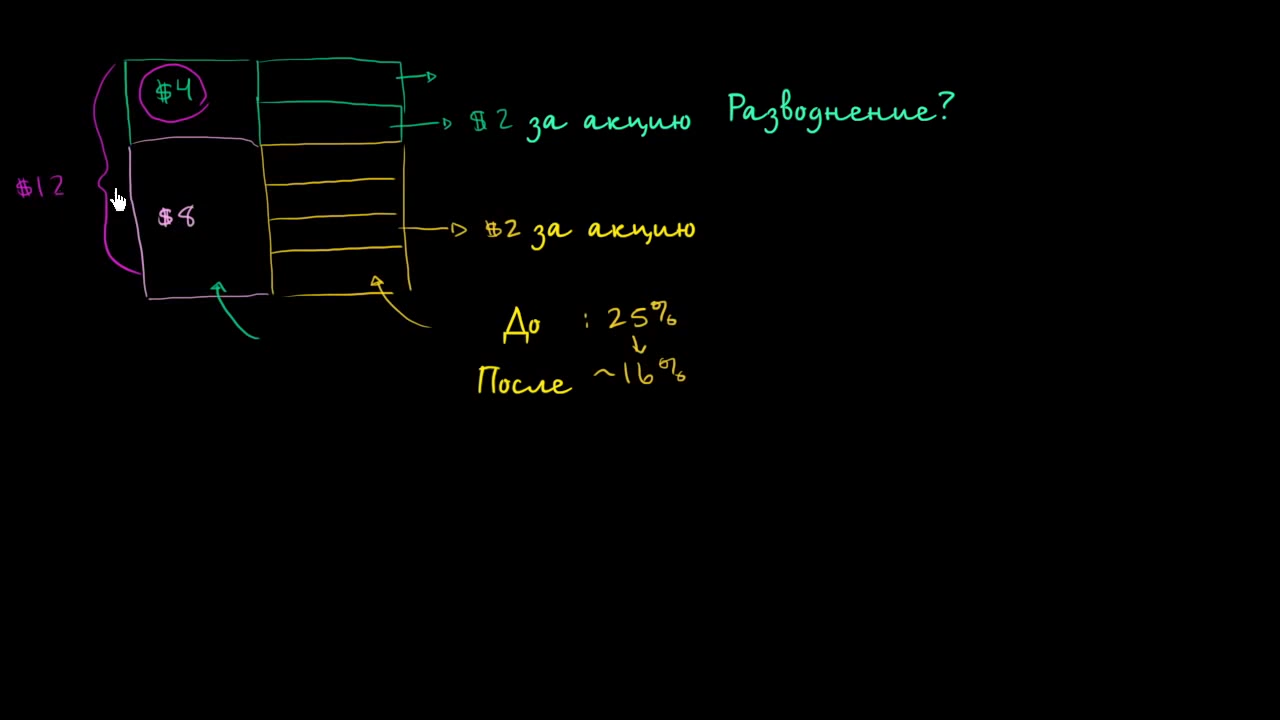 $4
$2 за акцию
Разводнение?
$12
$8
$2 за акцию
До : 25%
После ~16%